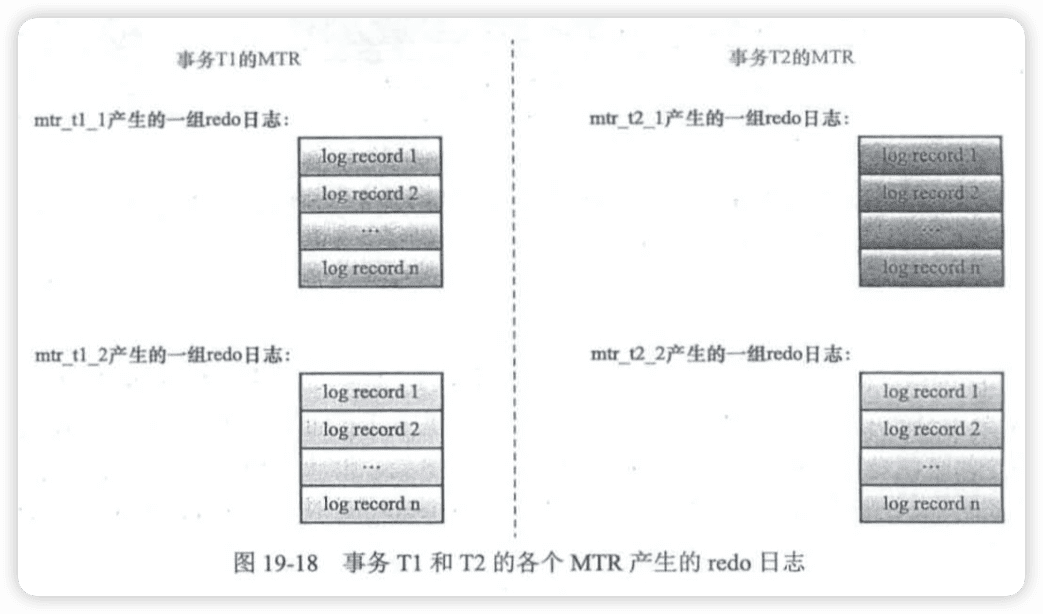 事务T1的MTR
mtr_t1_1产生的一组redo日志：
log record 1
log record 2
...
log record n
mtr_t1_2产生的一组redo日志：
log record 1
log record 2
...
log record n
事务T2的MTR
mtr_t2_1产生的一组redo日志：
log record 1
log record 2
...
log record n
mtr_t2_2产生的一组redo日志：
log record 1
log record 2
...
log record n
图 19-18 事务 T1 和 T2 的各个 MTR 产生的 redo 日志